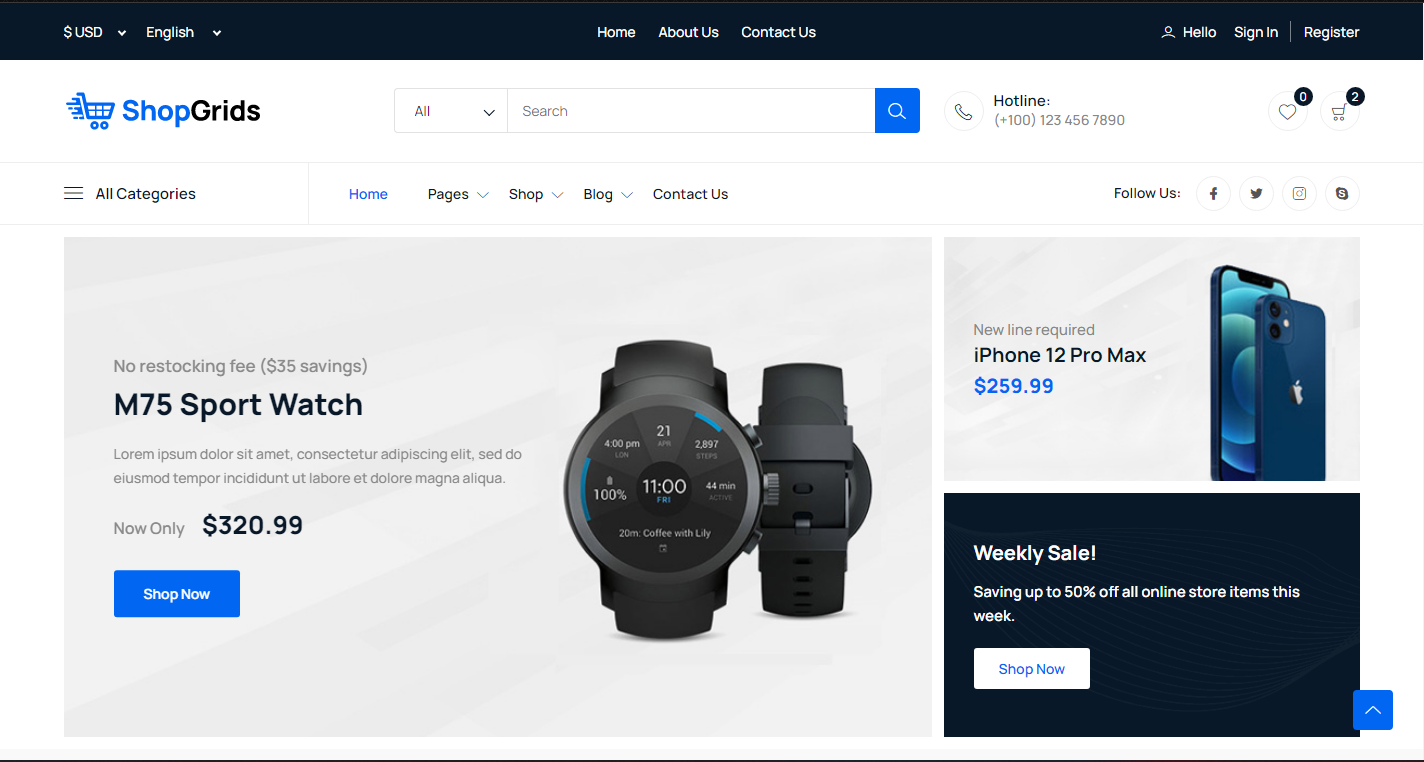 $ USD English Home About Us Contact Us Hello Sign In Register
ShopGrids All Search Hotline: 0 2
(+100) 123 456 7890
All Categories Home Pages Shop Blog Contact Us Follow Us:
No restocking fee ($35 savings)
M75 Sport Watch
Lorem ipsum dolor sit amet, consectetur adipiscing elit, sed do
eiusmod tempor incididunt ut labore et dolore magna aliqua.
Now Only $320.99
Shop Now
21
APR
4:00 pm
LON
2,897
STEPS
100%
11:00
FRI
44 min
ACTIVE
20m: Coffee with Lily
New line required
iPhone 12 Pro Max
$259.99
Weekly Sale!
Saving up to 50% off all online store items this
week.
Shop Now